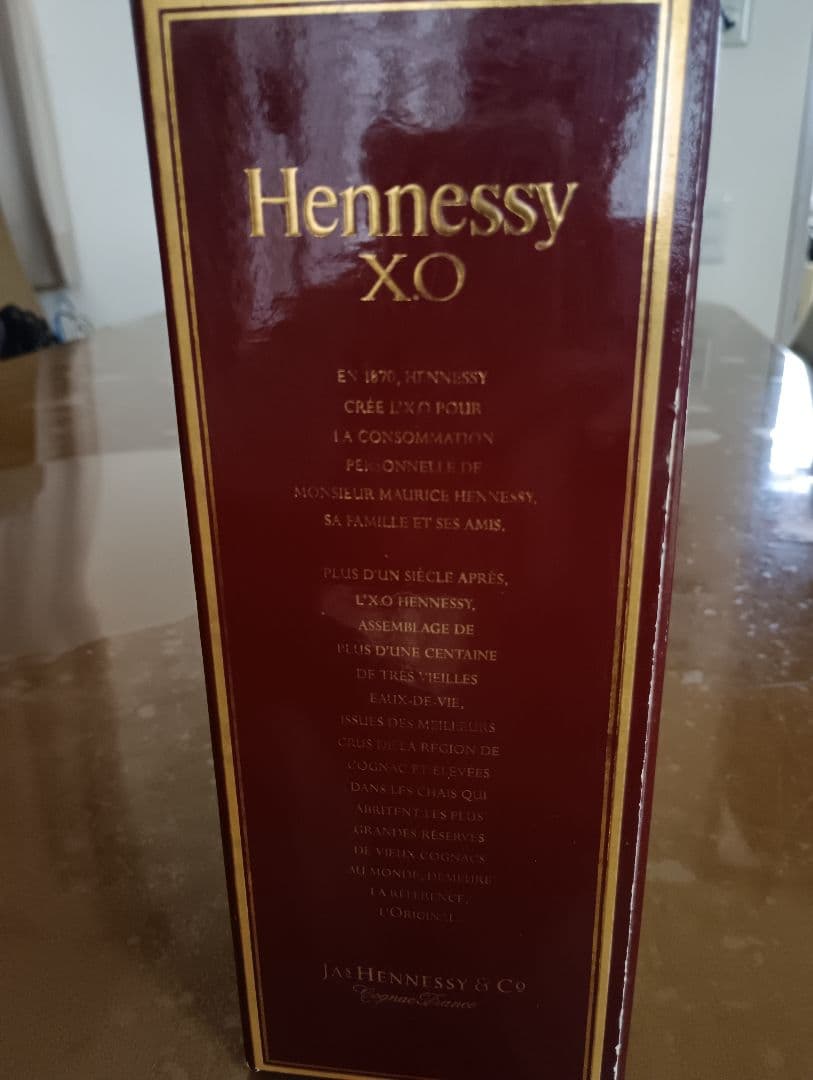 Hennessy
X.O
EN 1870, HENNESSY
CRÉE L'X.O POUR
LA CONSOMMATION
PERSONNELLE DE
MONSIEUR MAURICE HENNESSY,
SA FAMILLE ET SES AMIS.
PLUS D'UN SIÈCLE APRÉS,
L'X.O HENNESSY,
ASSEMBLAGE DE
PLUS D'UNE CENTAINE
DE TRÈS VIEILLES
EAUX-DE-VIE,
ISSUES DES MEILLEURS
CRUS DE LA RÉGION DE
COGNAC ET ÉLEVÉES
DANS LES CHAIS QUI
ABRITENT LES PLUS
GRANDES RÉSERVES
DE VIEUX COGNACS
AU MONDE, DEMEURE
LA RÉFÉRENCE,
L'ORIGINEL.
JAS HENNESSY & CO
Cognac France